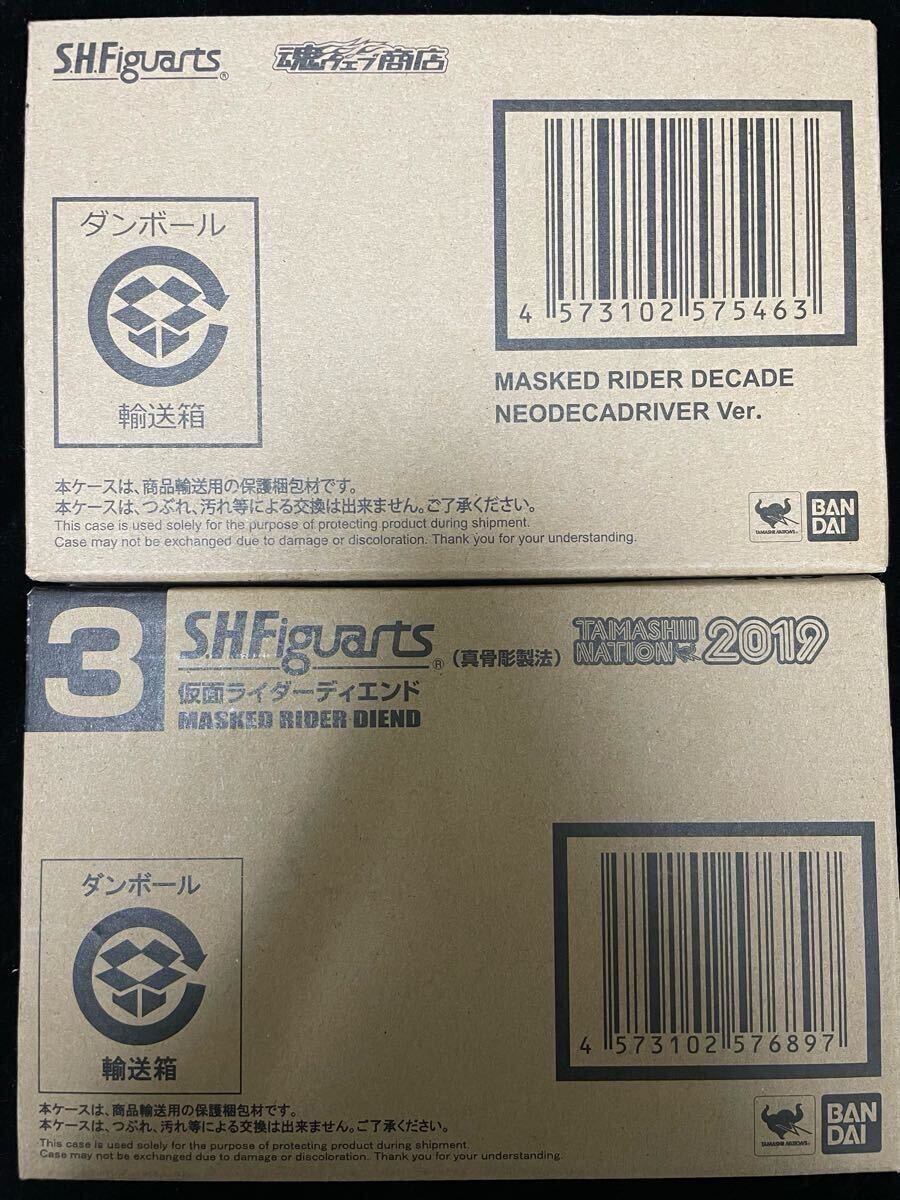 S.H.Figuarts® 魂ウェブ商店
4 573102 575463
ダンボール
輸送箱
MASKED RIDER DECADE
NEODECADRIVER Ver.
本ケースは、商品輸送用の保護梱包材です。
本ケースは、つぶれ、汚れ等による交換は出来ません。ご了承ください。
This case is used solely for the purpose of protecting product during shipment.
Case may not be exchanged due to damage or discoloration. Thank you for your understanding.
TAMASHII NATIONS
BAN
DAI
3
S.H.Figuarts® (真骨彫製法) TAMASHII NATION 2019
仮面ライダーディエンド
MASKED RIDER DIEND
ダンボール
輸送箱
4 573102 576897
本ケースは、商品輸送用の保護梱包材です。
本ケースは、つぶれ、汚れ等による交換は出来ません。ご了承ください。
This case is used solely for the purpose of protecting product during shipment.
Case may not be exchanged due to damage or discoloration. Thank you for your understanding.
TAMASHII NATIONS
BAN
DAI